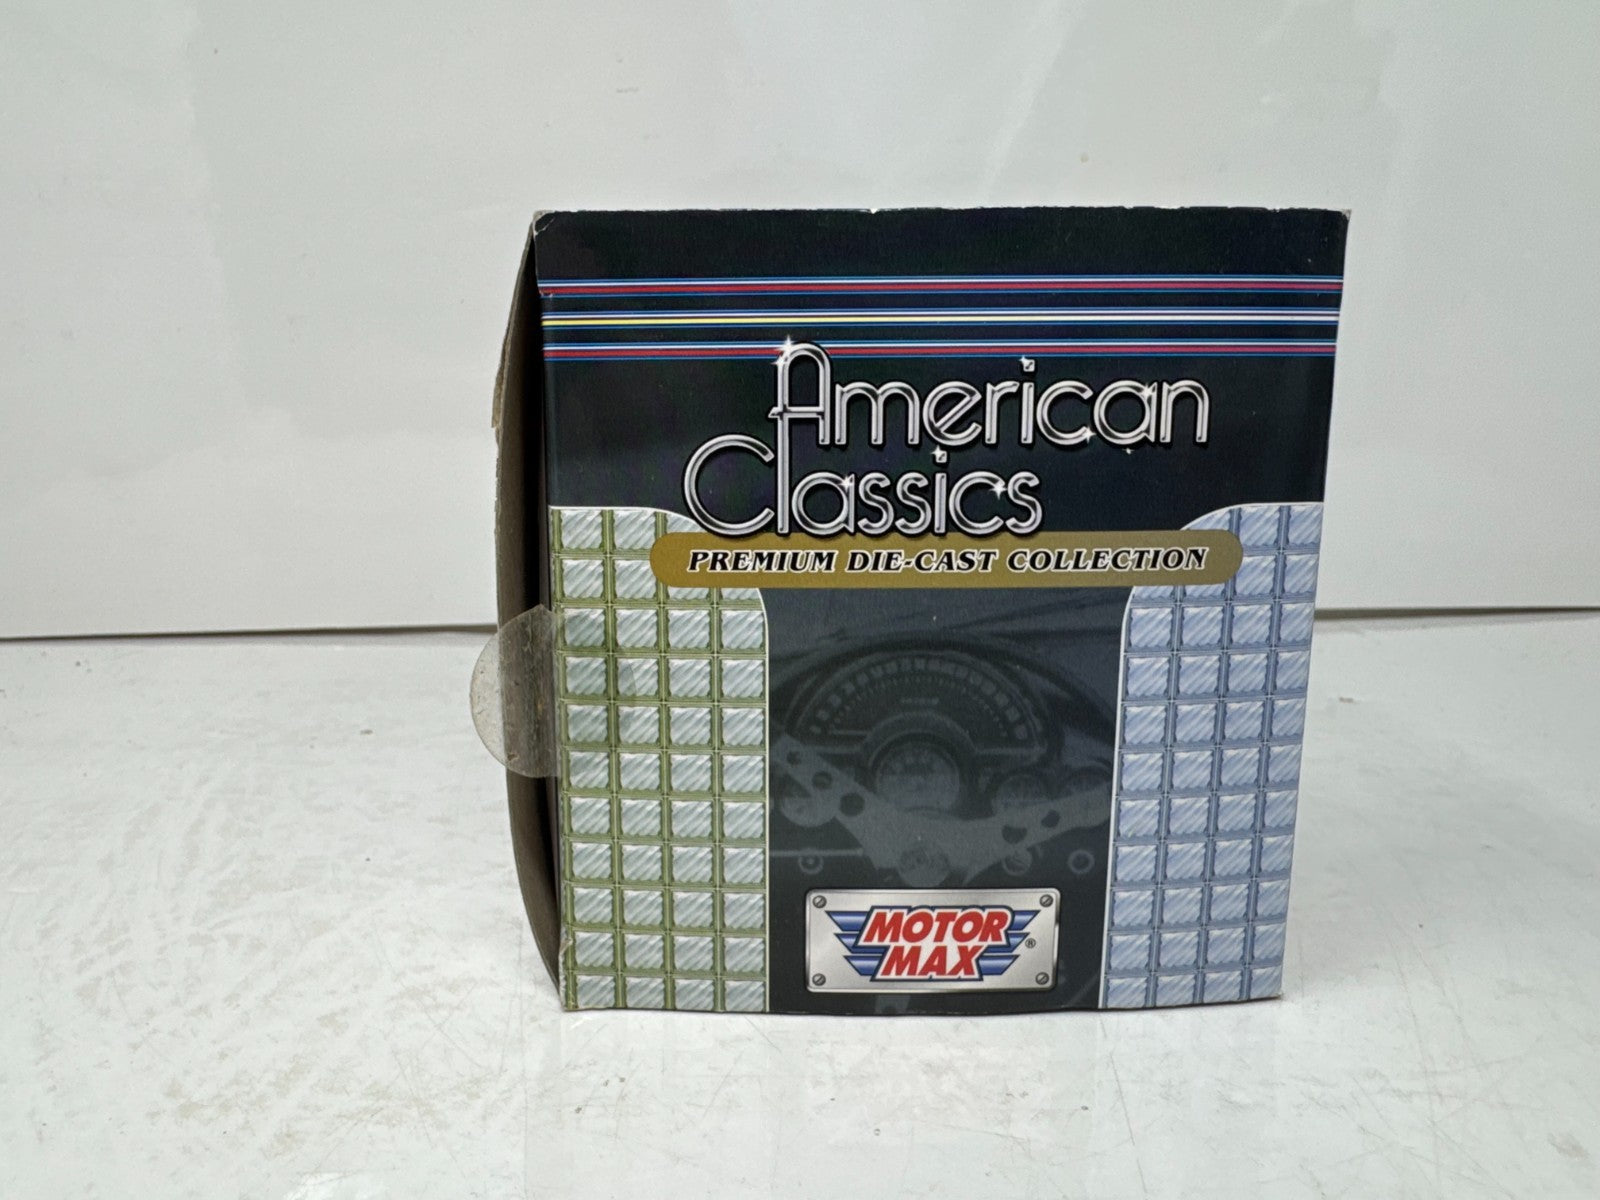 American
Classics
PREMIUM DIE-CAST COLLECTION
MOTOR
MAX®